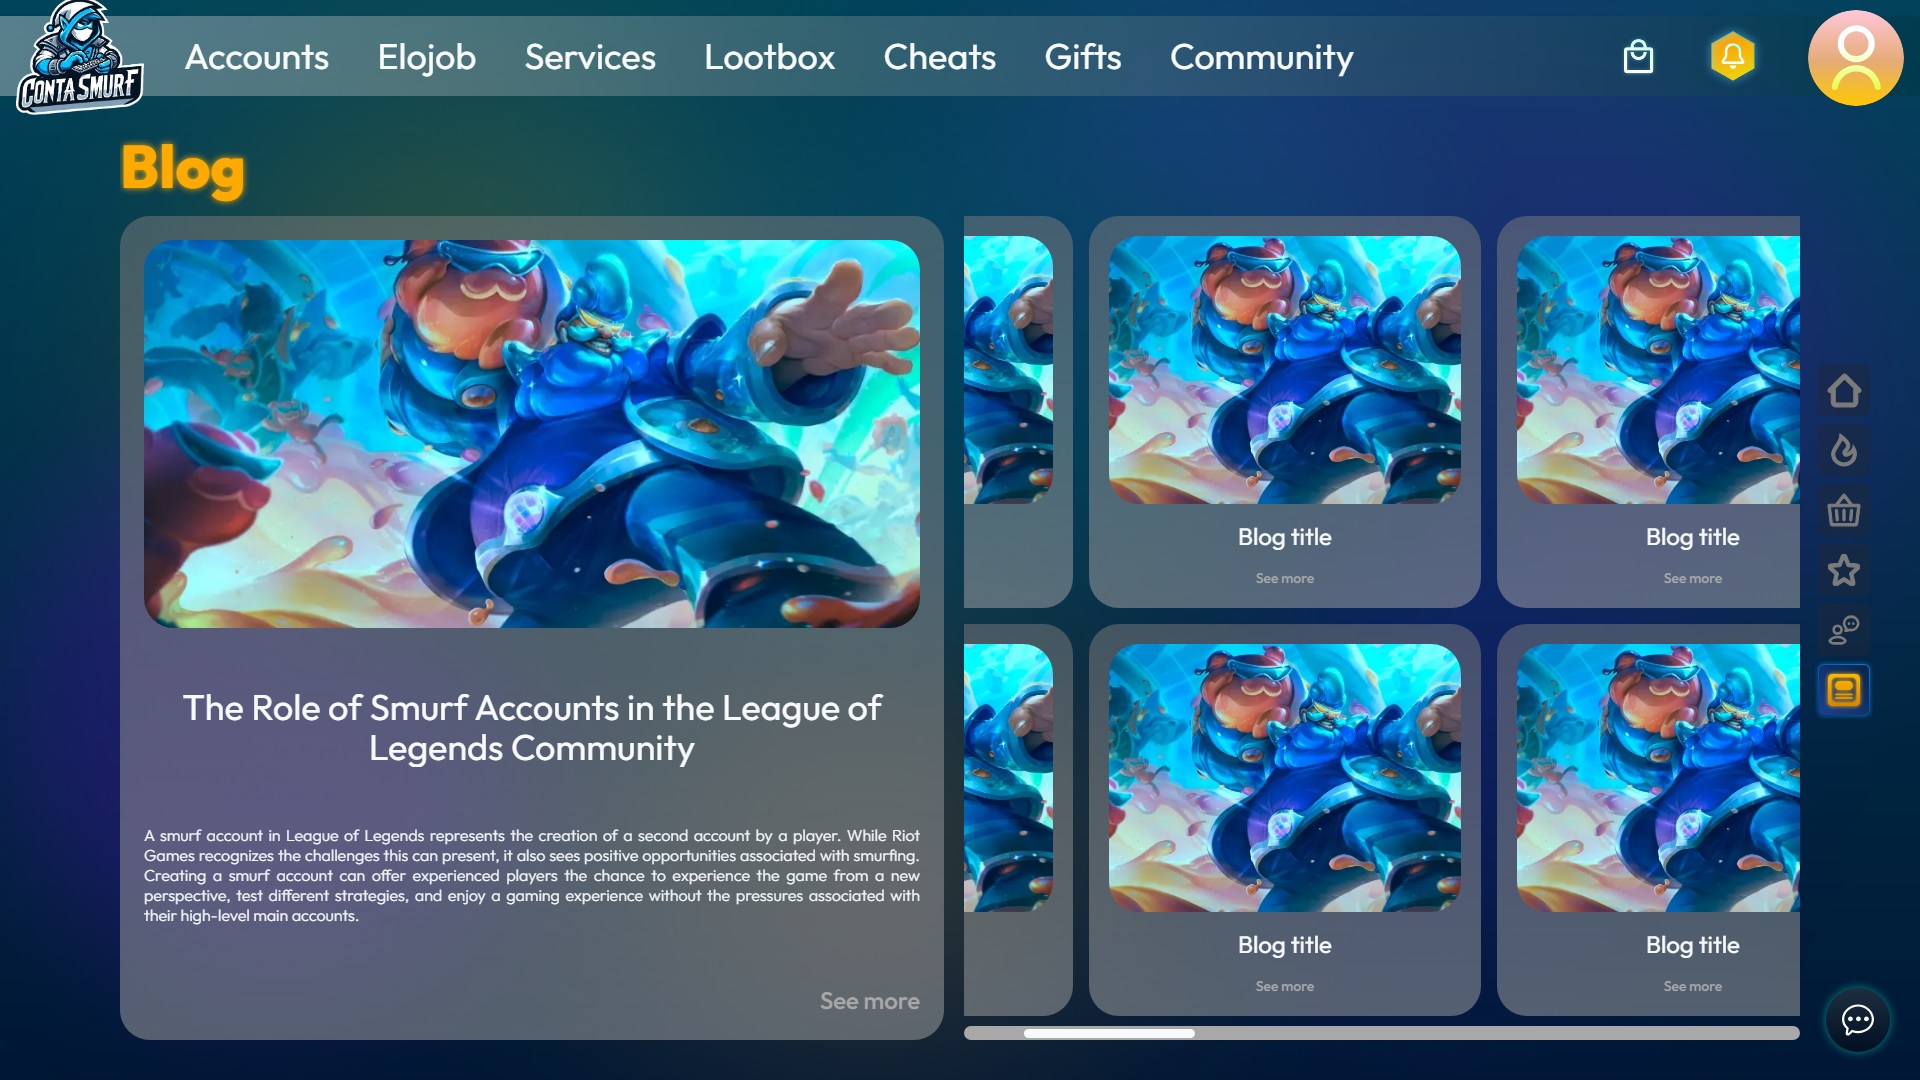 CONTA SMURF
Accounts
Elojob
Services
Lootbox
Cheats
Gifts
Community
Blog
The Role of Smurf Accounts in the League of
Legends Community
A smurf account in League of Legends represents the creation of a second account by a player. While Riot
Games recognizes the challenges this can present, it also sees positive opportunities associated with smurfing.
Creating a smurf account can offer experienced players the chance to experience the game from a new
perspective, test different strategies, and enjoy a gaming experience without the pressures associated with
their high-level main accounts.
See more
Blog title
See more
Blog title
See more
Blog title
See more
Blog title
See more